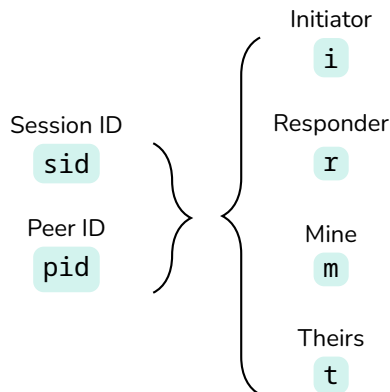 Session ID
sid
Peer ID
pid
Initiator
i
Responder
r
Mine
m
Theirs
t